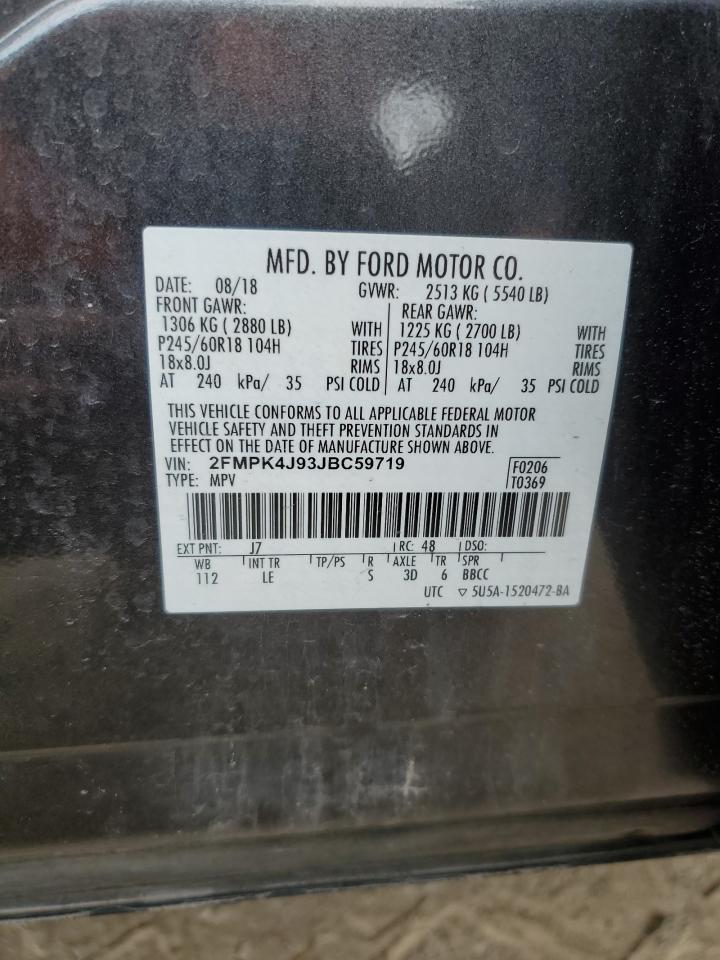 MFD. BY FORD MOTOR CO.
DATE: 08/18 GVWR: 2513 KG ( 5540 LB)
FRONT GAWR: REAR GAWR:
1306 KG ( 2880 LB) WITH 1225 KG ( 2700 LB) WITH
P245/60R18 104H TIRES P245/60R18 104H TIRES
18x8.0J RIMS 18x8.0J RIMS
AT 240 kPa/ 35 PSI COLD AT 240 kPa/ 35 PSI COLD
THIS VEHICLE CONFORMS TO ALL APPLICABLE FEDERAL MOTOR
VEHICLE SAFETY AND THEFT PREVENTION STANDARDS IN
EFFECT ON THE DATE OF MANUFACTURE SHOWN ABOVE.
VIN: 2FMPK4J93JBC59719 F0206
TYPE: MPV T0369
EXT PNT: J7 RC: 48 DSO:
WB INT TR TP/PS R AXLE TR SPR
112 LE S 3D 6 BBCC
UTC ▽ 5U5A-1520472-BA